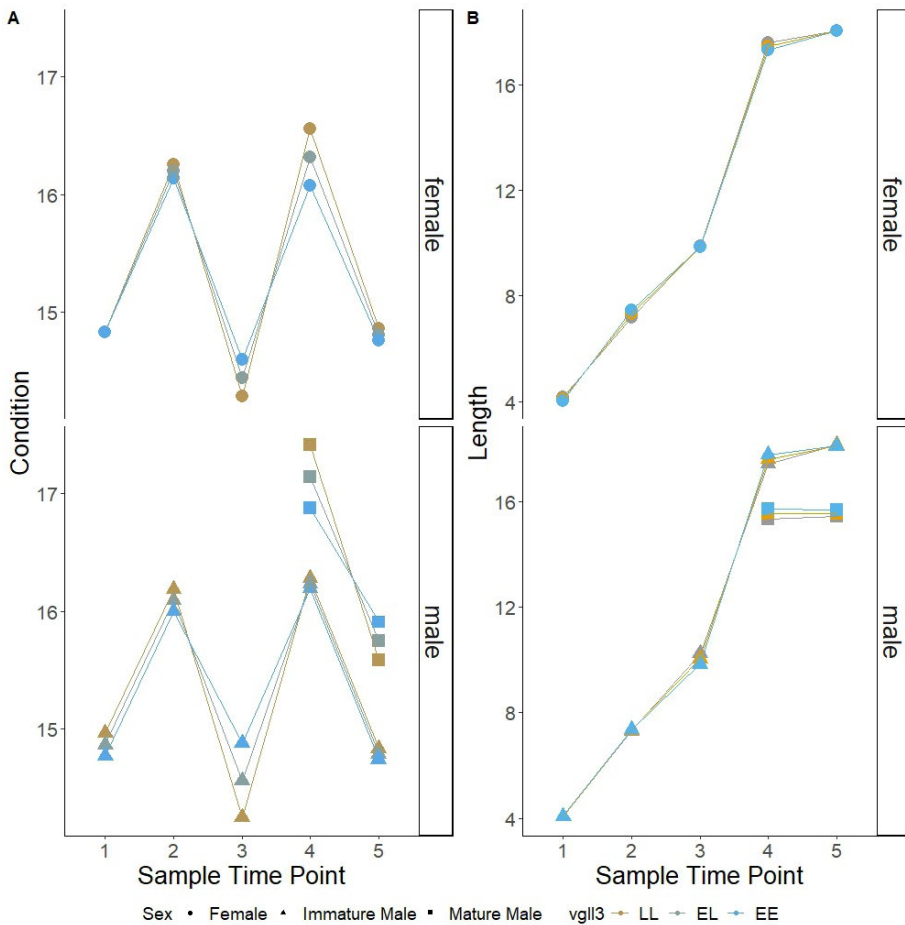 A
17
16
15
female
Condition
17
16
15
male
1 2 3 4 5
Sample Time Point
B
16
12
8
4
female
Length
16
12
8
4
male
1 2 3 4 5
Sample Time Point
Sex Female Immature Male Mature Male vgll3 LL EL EE